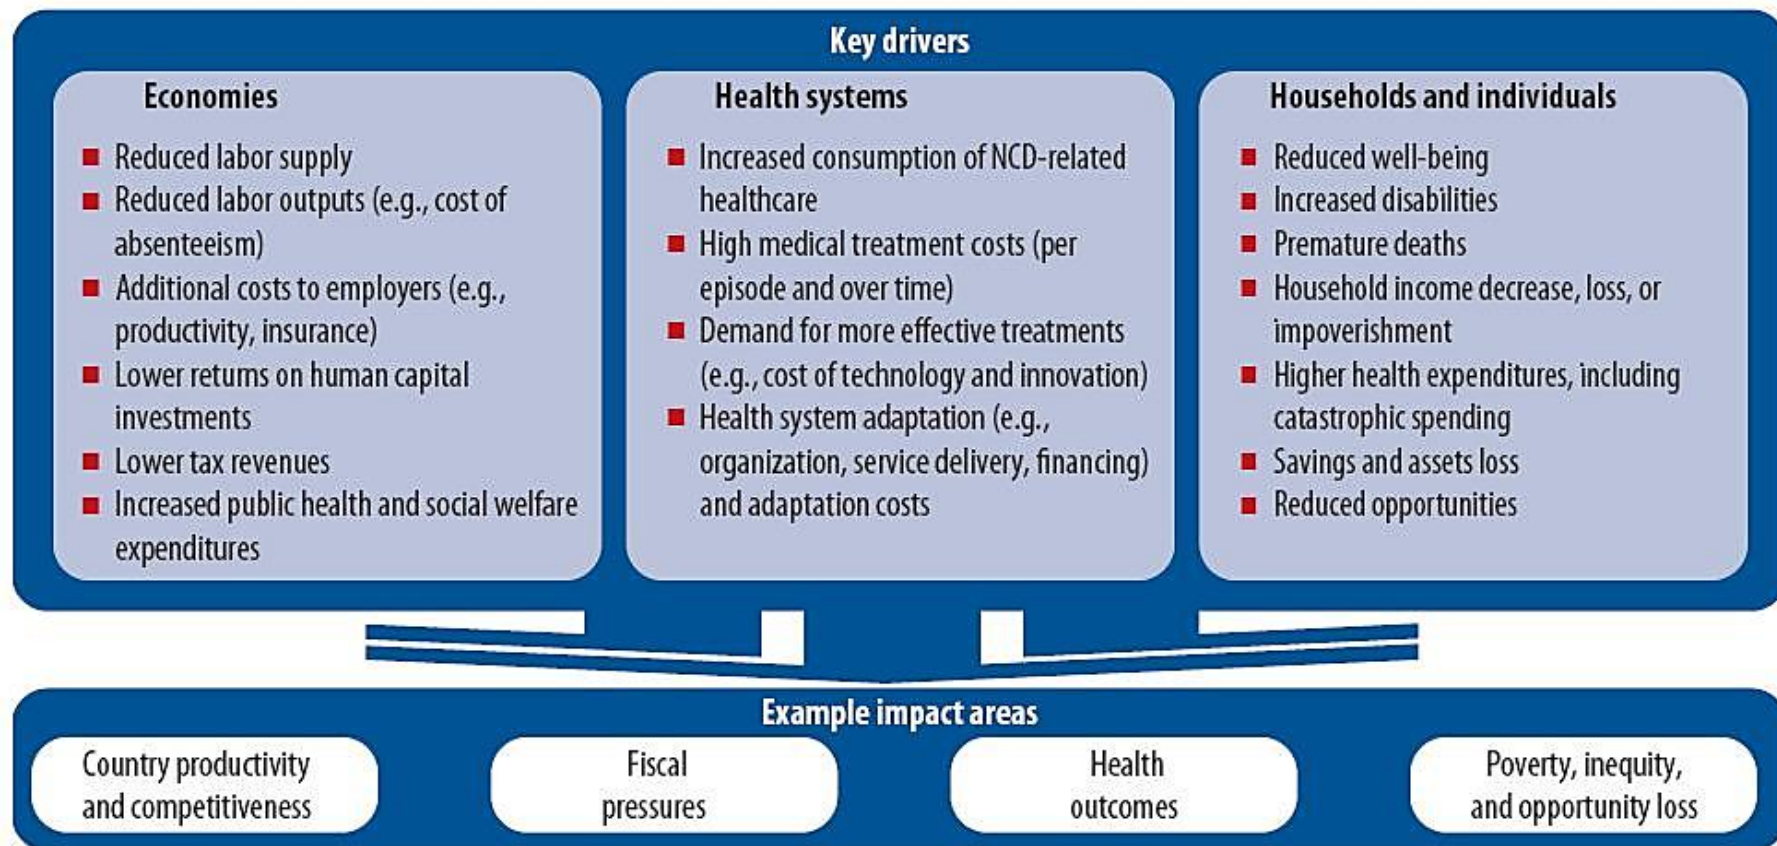 Key drivers
Economies
Reduced labor supply
Reduced labor outputs (e.g., cost of
absenteeism)
Additional costs to employers (e.g.,
productivity, insurance)
Lower returns on human capital
investments
Lower tax revenues
Increased public health and social welfare
expenditures
Health systems
Increased consumption of NCD-related
healthcare
High medical treatment costs (per
episode and over time)
Demand for more effective treatments
(e.g., cost of technology and innovation)
Health system adaptation (e.g.,
organization, service delivery, financing)
and adaptation costs
Households and individuals
Reduced well-being
Increased disabilities
Premature deaths
Household income decrease, loss, or
impoverishment
Higher health expenditures, including
catastrophic spending
Savings and assets loss
Reduced opportunities
Example impact areas
Country productivity
and competitiveness
Fiscal
pressures
Health
outcomes
Poverty, inequity,
and opportunity loss